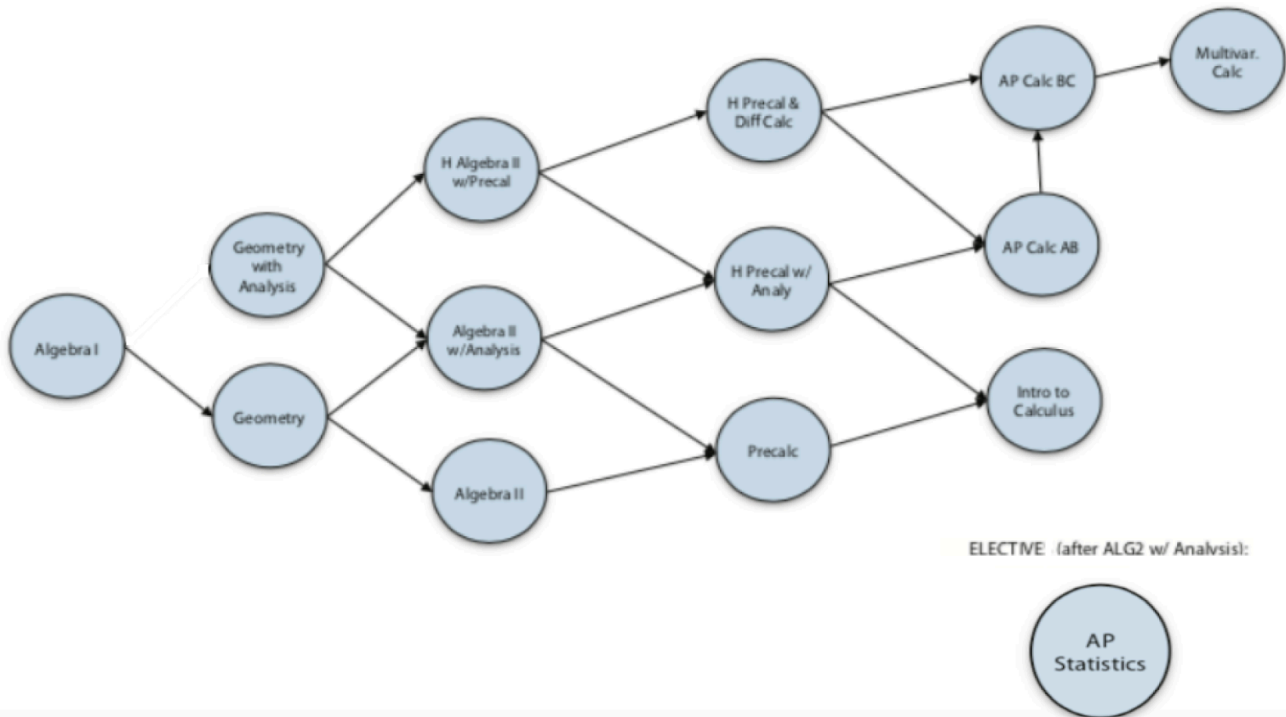 Multivar.
Calc
AP Calc BC
H Precal &
Diff Calc
H Algebra II
w/Precal
Geometry
with
Analysis
H Precal w/
Analy
AP Calc AB
Algebra I
Algebra II
w/Analysis
Geometry
Intro to
Calculus
Precalc
Algebra II
ELECTIVE (after ALG2 w/ Analysis):
AP
Statistics